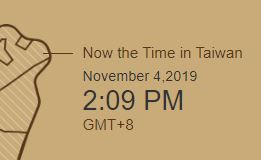 Now the Time in Taiwan
November 4,2019
2:09 PM
GMT+8